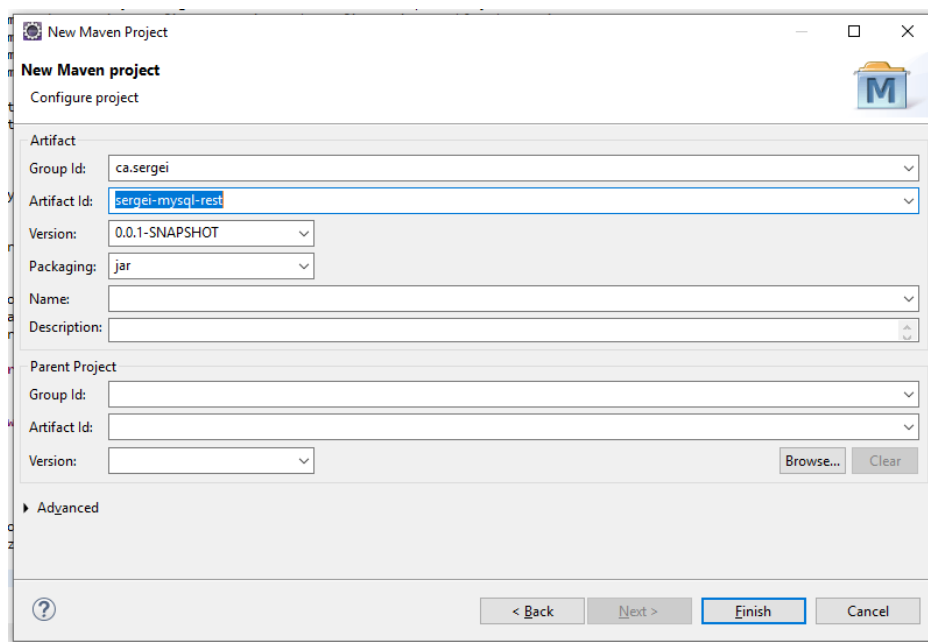 New Maven Project
New Maven project
Configure project
M
Artifact
Group Id: ca.sergei
Artifact Id: sergei-mysql-rest
Version: 0.0.1-SNAPSHOT
Packaging: jar
Name:
Description:
Parent Project
Group Id:
Artifact Id:
Version: Browse... Clear
Advanced
? < Back Next > Finish Cancel